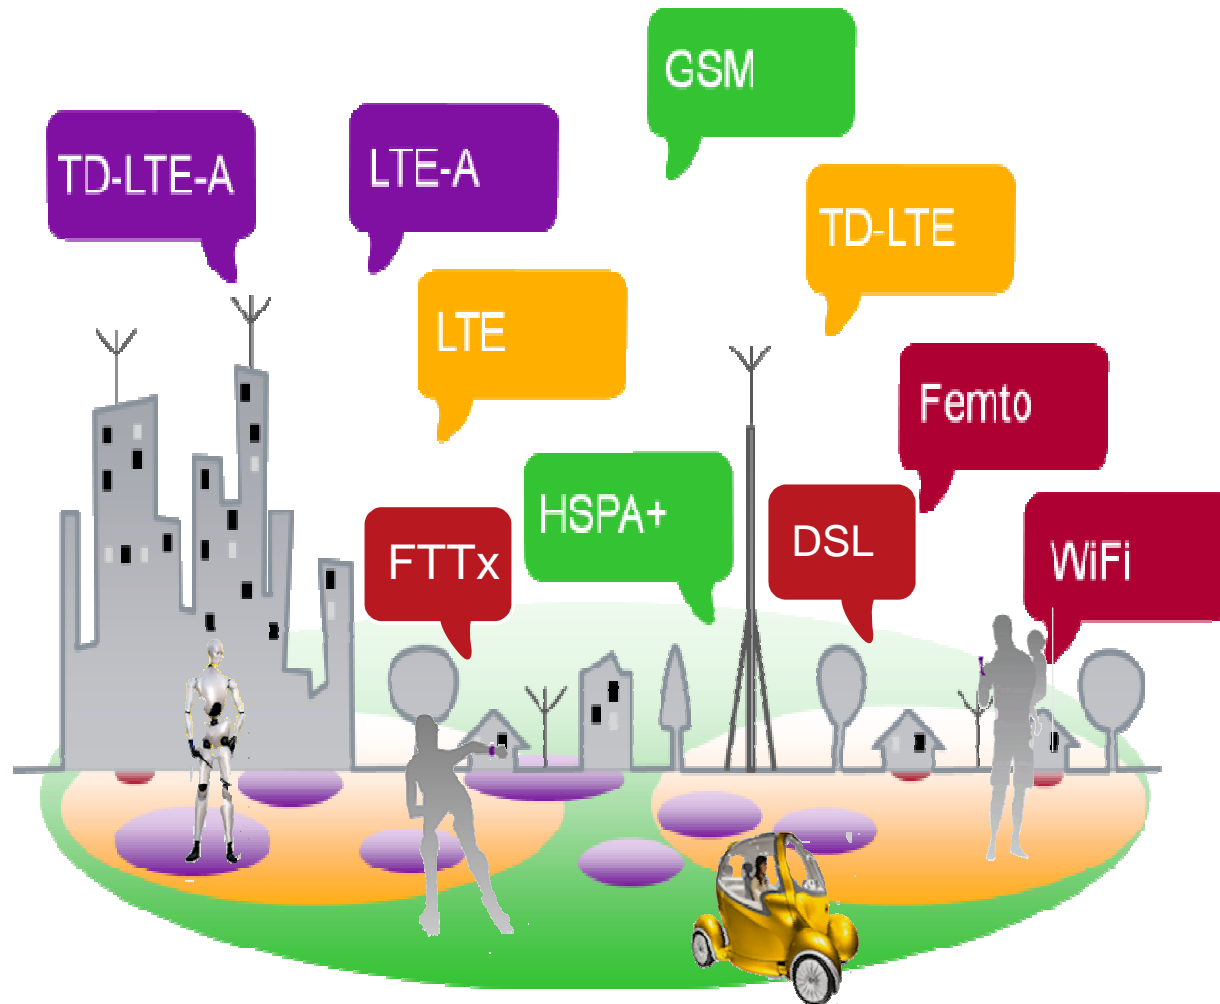 GSM
TD-LTE-A
LTE-A
TD-LTE
LTE
Femto
HSPA+
DSL
FTTx
WiFi